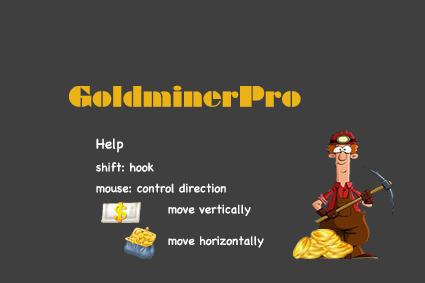 GoldminerPro
Help
shift: hook
mouse: control direction
$
move vertically
move horizontally